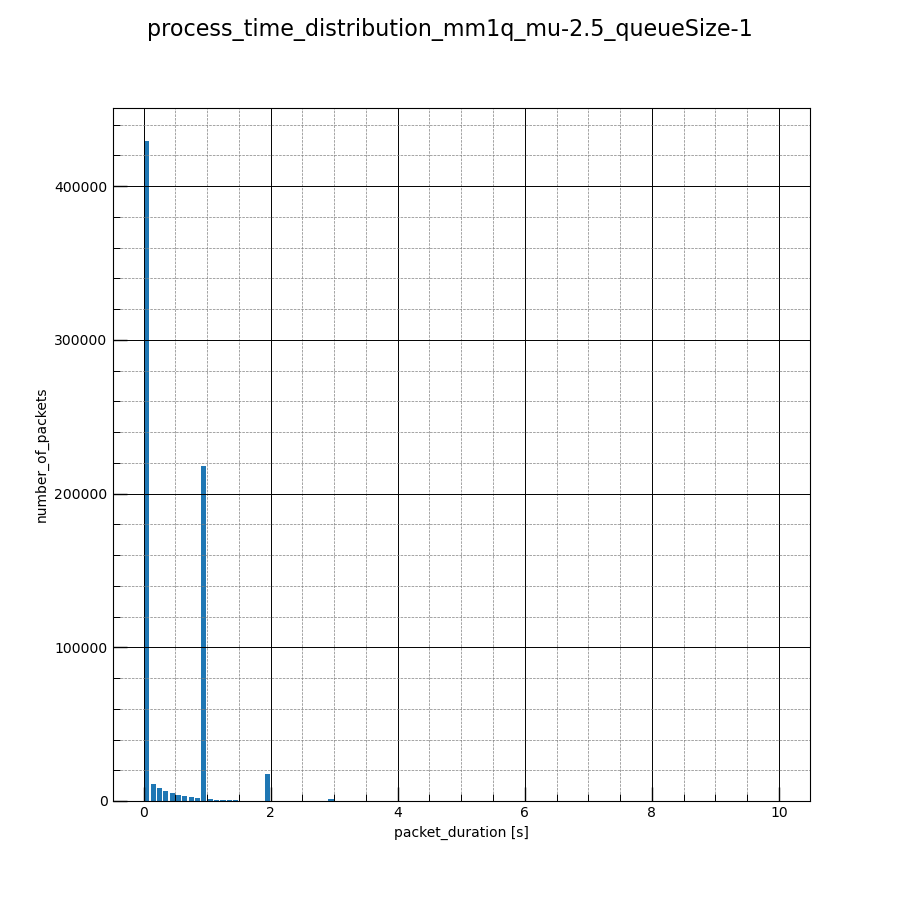 process_time_distribution_mm1q_mu-2.5_queueSize-1
400000
300000
200000
100000
0
number_of_packets
0 2 4 6 8 10
packet_duration [s]